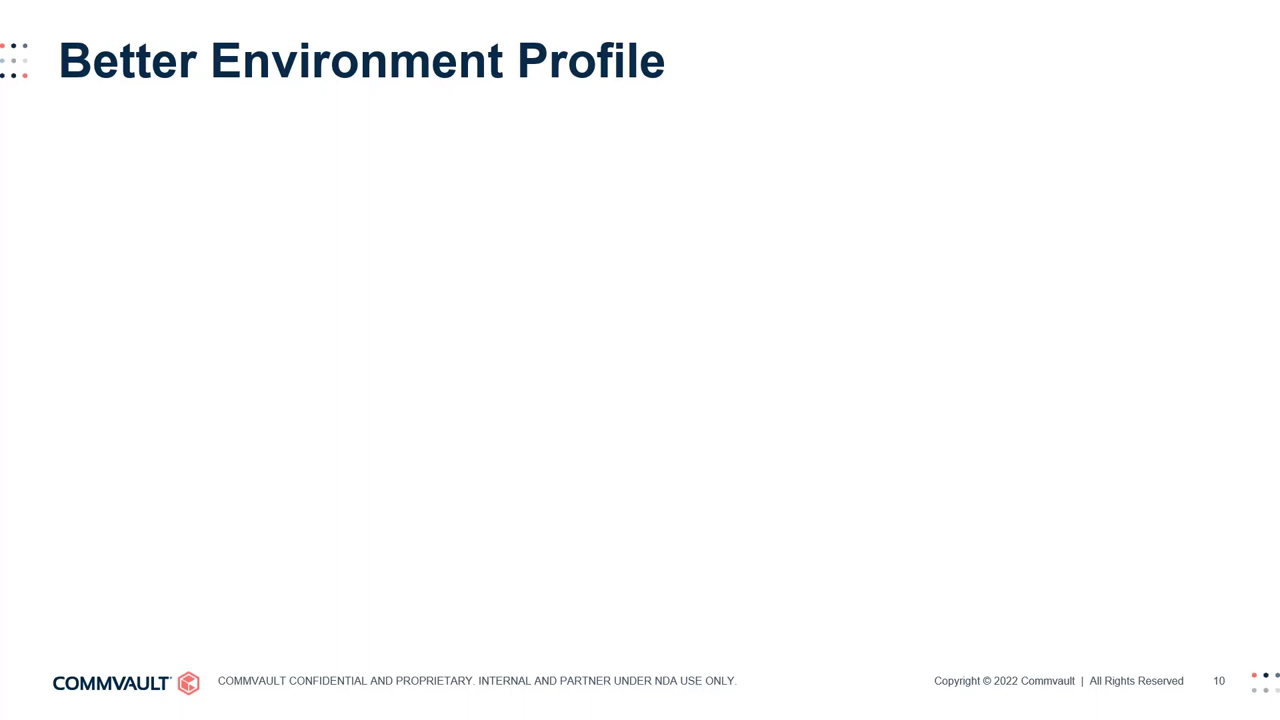 Better Environment Profile
COMMVAULT
COMMVAULT CONFIDENTIAL AND PROPRIETARY. INTERNAL AND PARTNER UNDER NDA USE ONLY.
Copyright © 2022 Commvault | All Rights Reserved
10